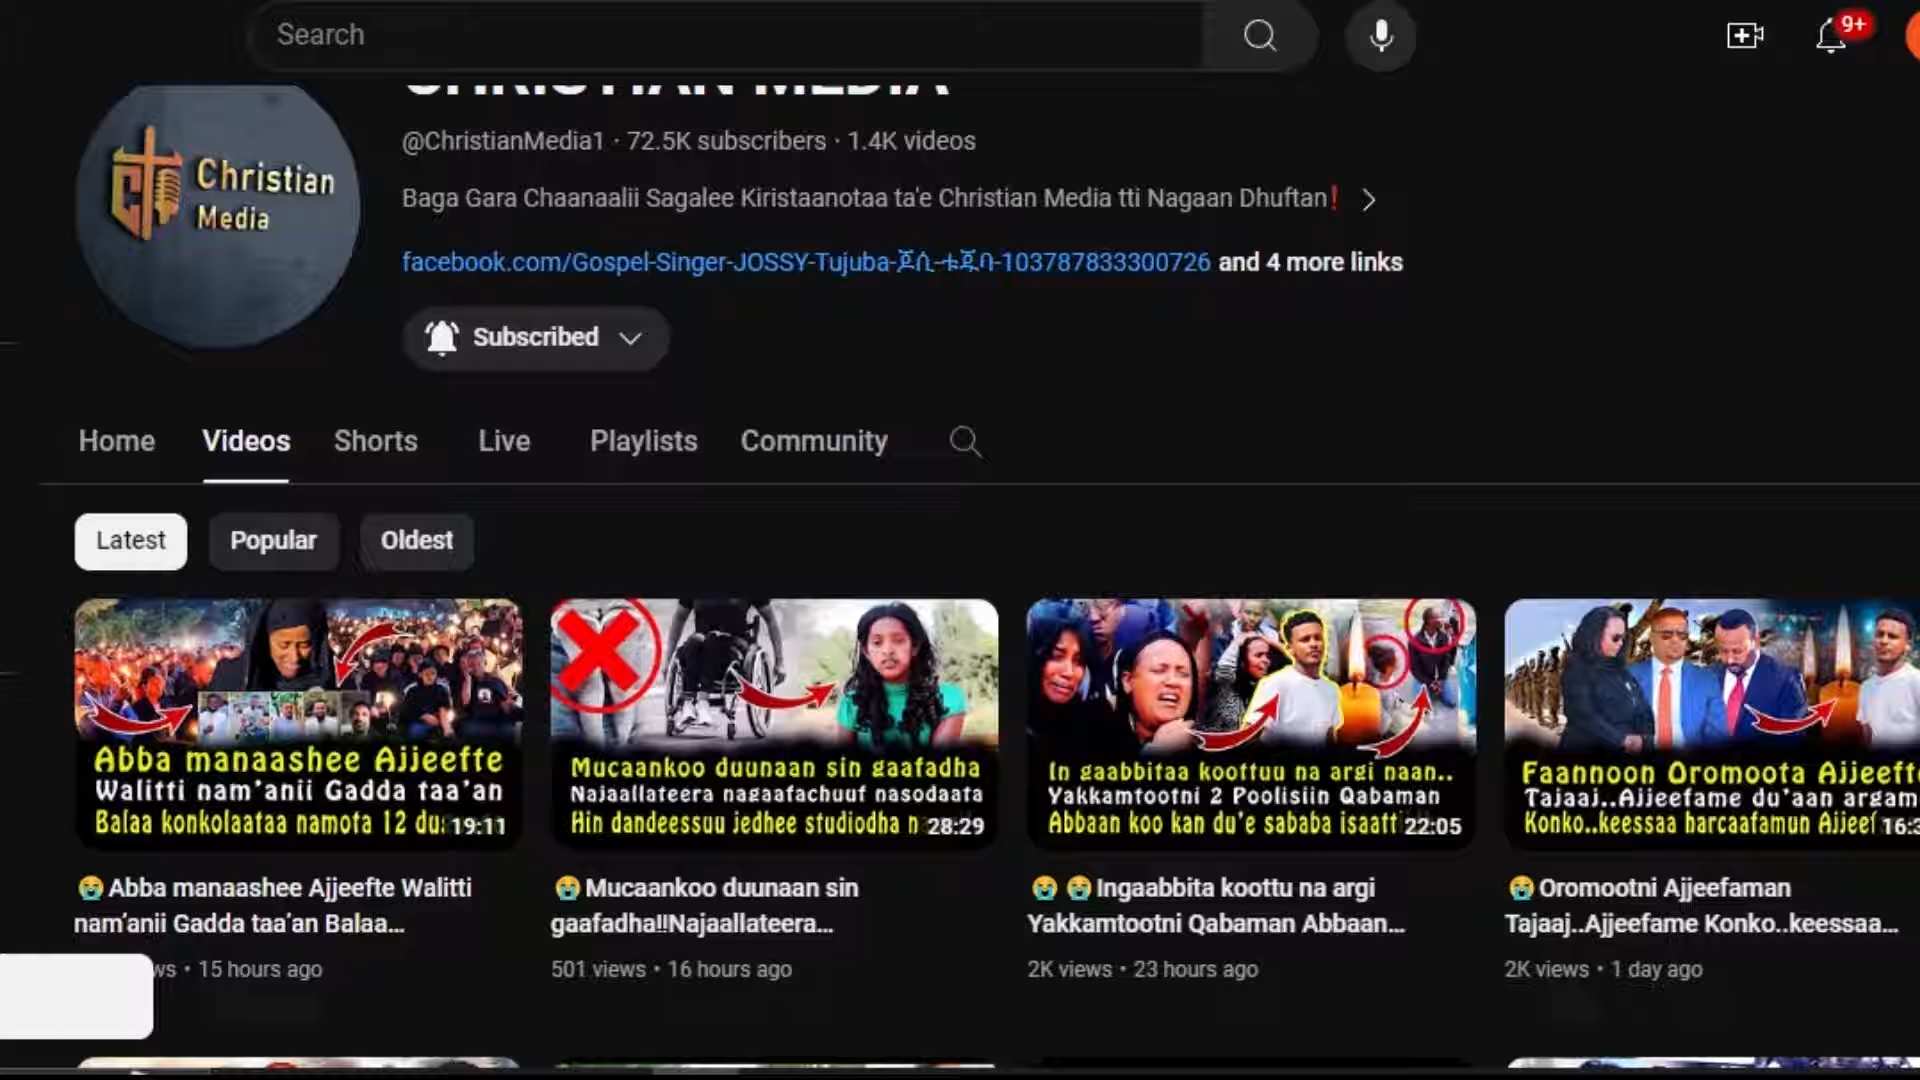 Search
9+
CHRISTIAN MEDIA
Christian
Media
@ChristianMedia1 · 72.5K subscribers · 1.4K videos
Baga Gara Chaanaalii Sagalee Kiristaanotaa ta'e Christian Media tti Nagaan Dhuftan❗
facebook.com/Gospel-Singer-JOSSY-Tujuba-ጆሲ-ቱጁባ-103787833300726 and 4 more links
Subscribed
Home Videos Shorts Live Playlists Community
Latest Popular Oldest
Abba manaashee Ajjeefte
Walitti nam'anii Gadda taa'an
Balaa konkolaataa namota 12
19:11
Mucaankoo duunaan sin gaafadha
Najaallateera nagaafachuuf nasodaata
Hin dandeessuu jedhee studiodha
28:29
In gaabbitaa koottuu na argi naan..
Yakkamtootni 2 Poolisiin Qabaman
Abbaan koo kan du'e sababa
22:05
Faannoon Oromoota
Tajaaj..Ajjeefame du'aan
Konko..keessaa harcaafamun
😭Abba manaashee Ajjeefte Walitti
nam'anii Gadda taa'an Balaa...
15 hours ago
😭Mucaankoo duunaan sin
gaafadha!!Najaallateera...
501 views · 16 hours ago
😭😭Ingaabbita koottu na argi
Yakkamtootni Qabaman Abbaan...
2K views · 23 hours ago
😭Oromootni Ajjeefaman
Tajaaj..Ajjeefame Konko..keessaa...
2K views · 1 day ago